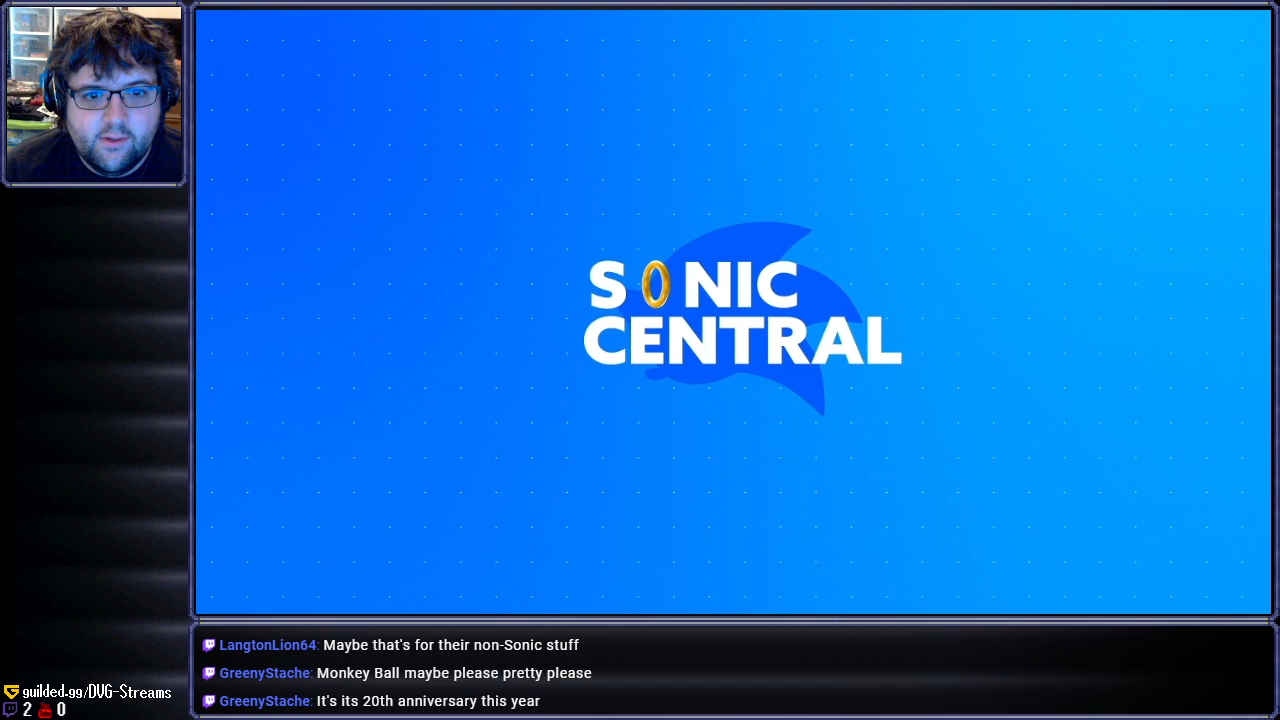 S NIC
CENTRAL
LangtonLion64: Maybe that's for their non-Sonic stuff
GreenyStache: Monkey Ball maybe please pretty please
GreenyStache: It's its 20th anniversary this year
guilded.gg/DVG-Streams
2 0